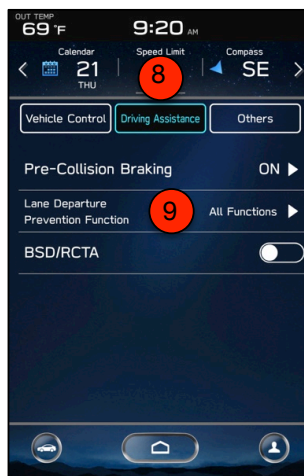 OUT TEMP
69 °F 9:20 AM
Calendar Speed Limit Compass
21 8 SE
THU
Vehicle Control Driving Assistance Others
Pre-Collision Braking ON
Lane Departure
Prevention Function 9 All Functions
BSD/RCTA